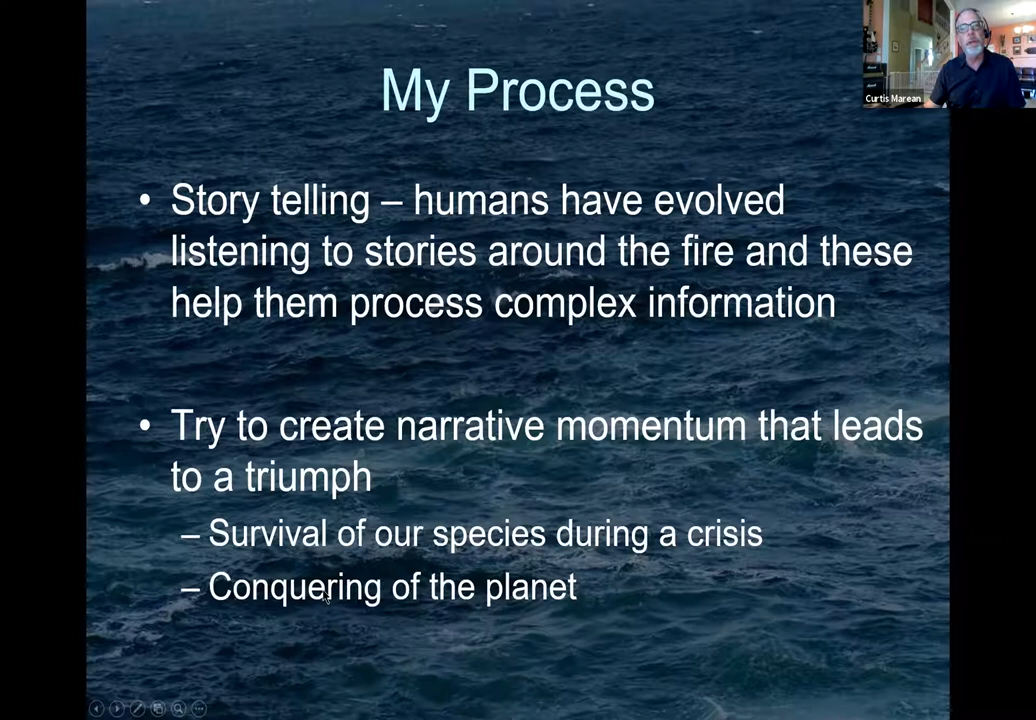 My Process
Curtis Marean
• Story telling – humans have evolved
listening to stories around the fire and these
help them process complex information
• Try to create narrative momentum that leads
to a triumph
– Survival of our species during a crisis
– Conquering of the planet